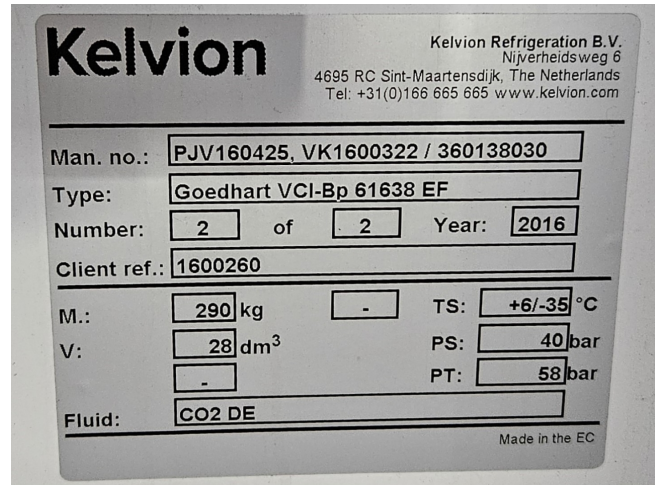 Kelvion
Kelvion Refrigeration B.V.
Nijverheidsweg 6
4695 RC Sint-Maartensdijk, The Netherlands
Tel: +31(0)166 665 665 www.kelvion.com
Man. no.: PJV160425, VK1600322 / 360138030
Type: Goedhart VCI-Bp 61638 EF
Number: 2 of 2 Year: 2016
Client ref.: 1600260
M.: 290 kg - TS: +6/-35 °C
V: 28 dm³ PS: 40 bar
- PT: 58 bar
Fluid: CO2 DE
Made in the EC